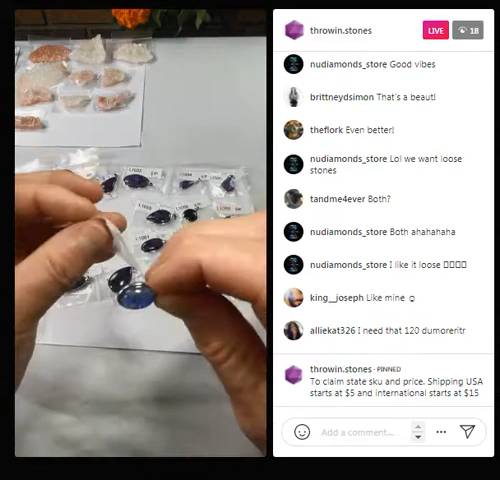 throwin.stones
LIVE
18
nudiamonds_store Good vibes
brittneydsimon That's a beaut!
theflork Even better!
nudiamonds_store Lol we want loose
stones
tandme4ever Both?
nudiamonds_store Both ahahahaha
nudiamonds_store I like it loose
king__joseph Like mine
alliekat326 I need that 120 dumoreritr
throwin.stones · PINNED
To claim state sku and price. Shipping USA
starts at $5 and international starts at $15
Add a comment...